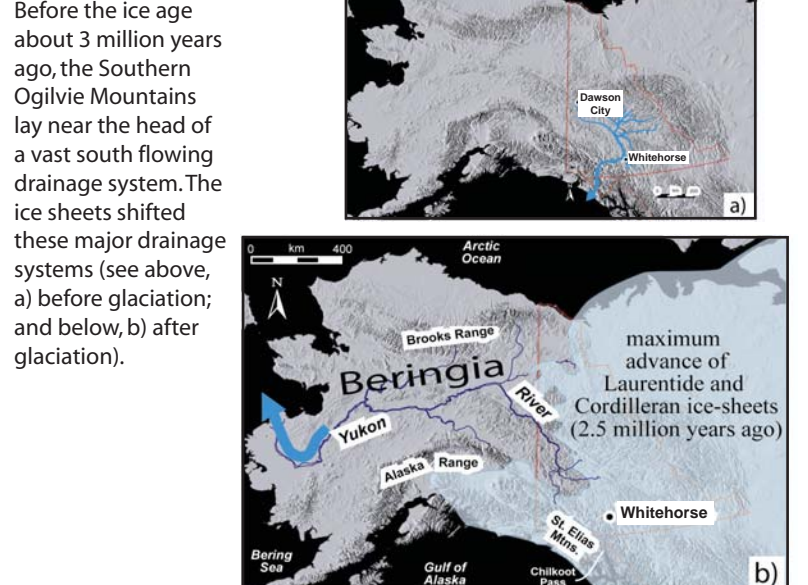 Before the ice age
about 3 million years
ago, the Southern
Ogilvie Mountains
lay near the head of
a vast south flowing
drainage system. The
ice sheets shifted
these major drainage
systems (see above,
a) before glaciation;
and below, b) after
glaciation).
Dawson
City
Whitehorse
a)
0 km 400
N
Arctic
Ocean
Brooks Range
Beringia
River
Yukon
Alaska Range
maximum
advance of
Laurentide and
Cordilleran ice-sheets
(2.5 million years ago)
Whitehorse
St. Elias
Mtns.
Bering
Sea
Gulf of
Alaska
Chilkoot
Pass
b)